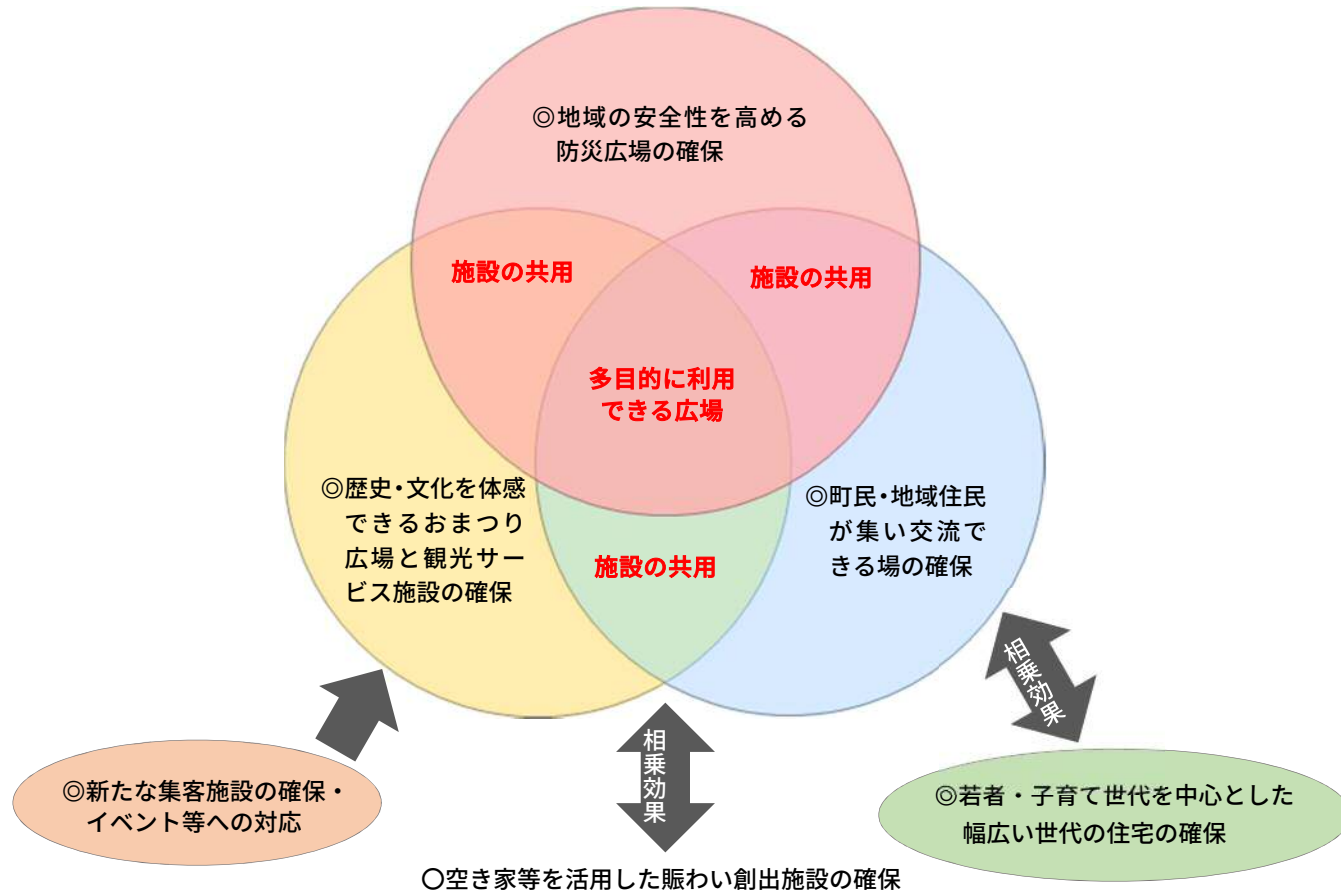 ◎地域の安全性を高める
防災広場の確保
施設の共用
施設の共用
多目的に利用
できる広場
◎歴史・文化を体感
できるおまつり
広場と観光サー
ビス施設の確保
◎町民・地域住民
が集い交流で
きる場の確保
施設の共用
相乗効果
相乗効果
◎新たな集客施設の確保・
イベント等への対応
◎若者・子育て世代を中心とした
幅広い世代の住宅の確保
〇空き家等を活用した賑わい創出施設の確保